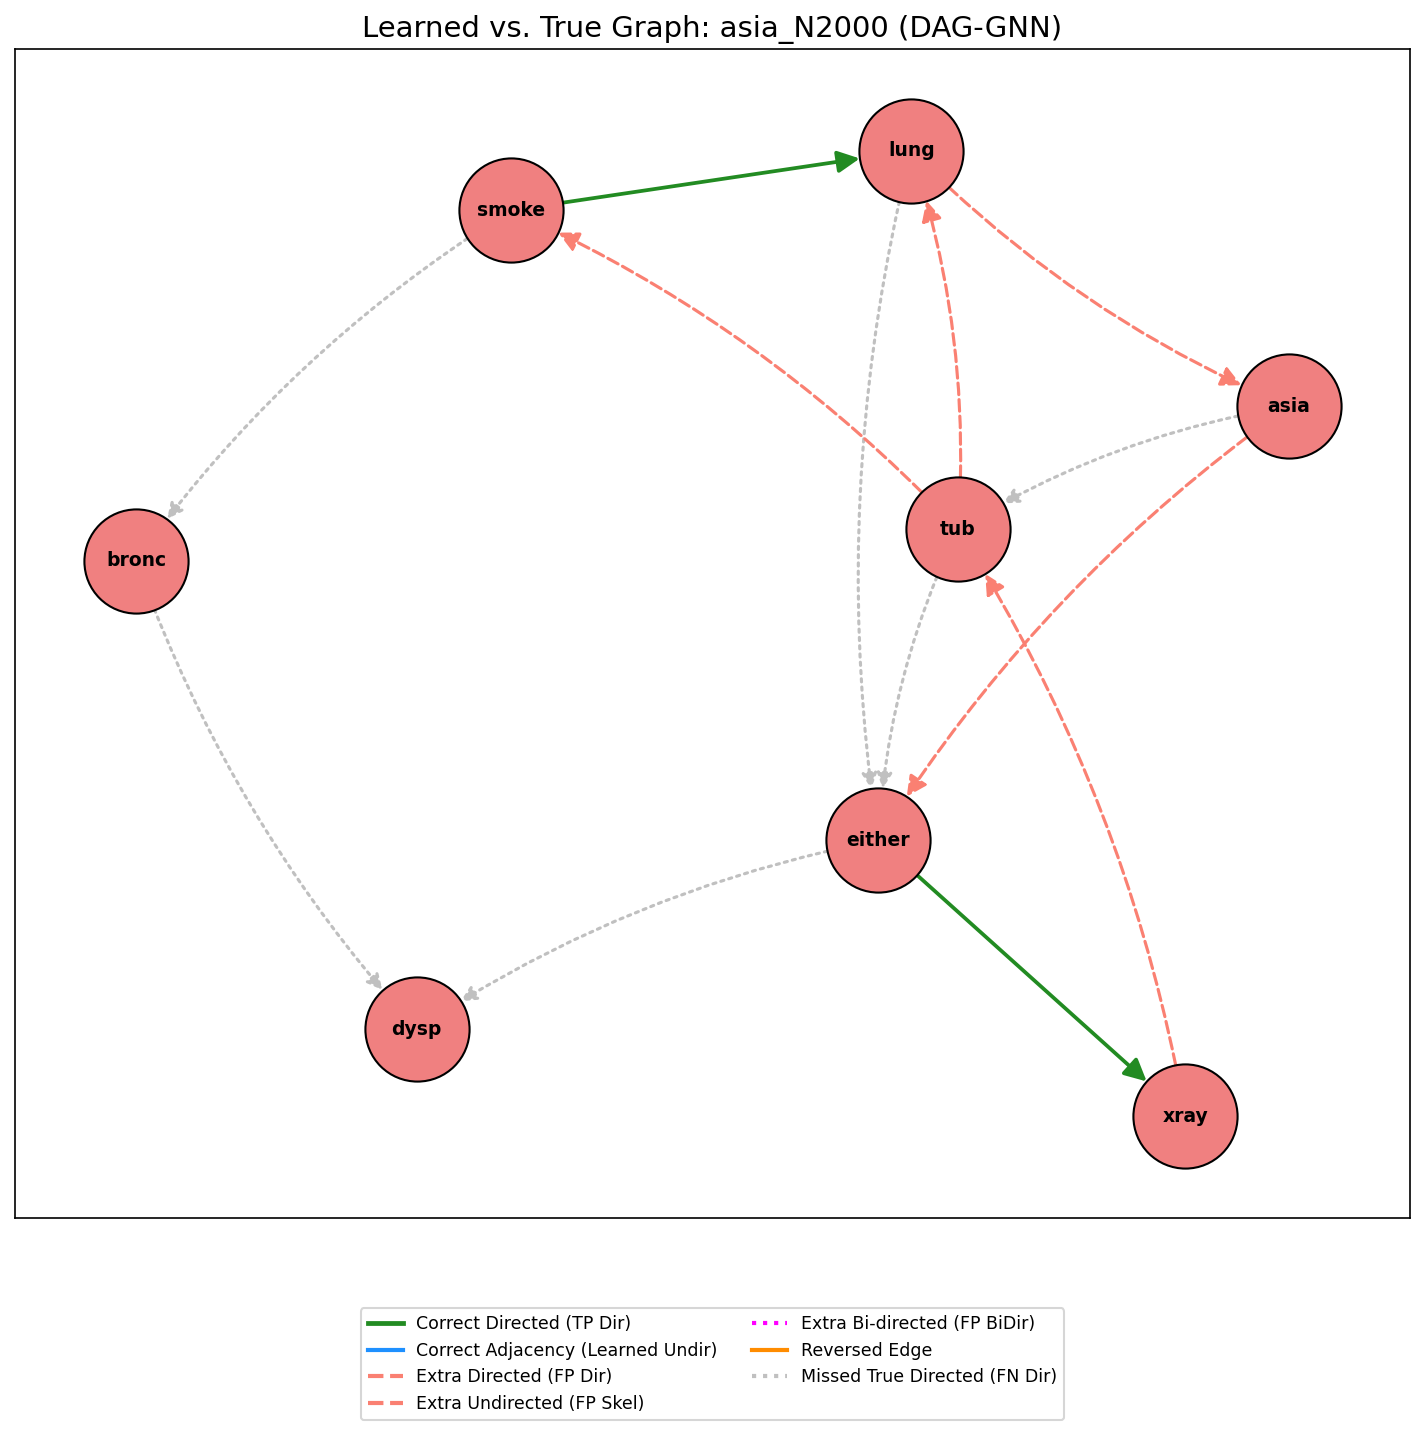 Learned vs. True Graph: asia_N2000 (DAG-GNN)
lung
smoke
asia
tub
bronc
either
dysp
xray
Correct Directed (TP Dir)
Correct Adjacency (Learned Undir)
Extra Directed (FP Dir)
Extra Undirected (FP Skel)
Extra Bi-directed (FP BiDir)
Reversed Edge
Missed True Directed (FN Dir)